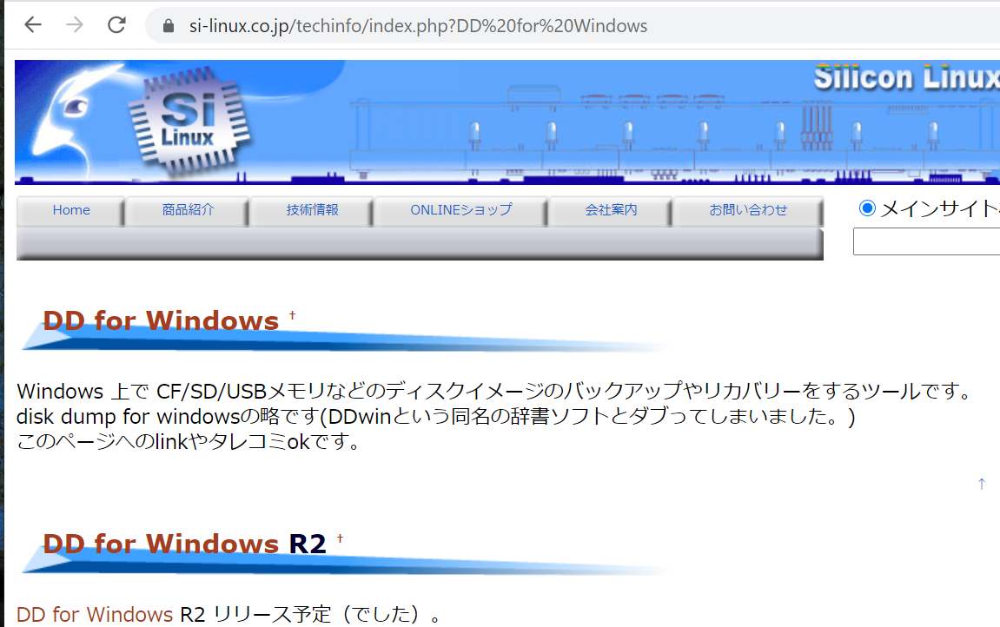 si-linux.co.jp/techinfo/index.php?DD%20for%20Windows
Silicon Linux
Si
Linux
Home 商品紹介 技術情報 ONLINEショップ 会社案内 お問い合わせ
メインサイト
DD for Windows †
Windows 上で CF/SD/USBメモリなどのディスクイメージのバックアップやリカバリーをするツールです。
disk dump for windowsの略です(DDwinという同名の辞書ソフトとダブってしまいました。)
このページへのlinkやタレコミokです。
↑
DD for Windows R2 †
DD for Windows R2 リリース予定（でした）。